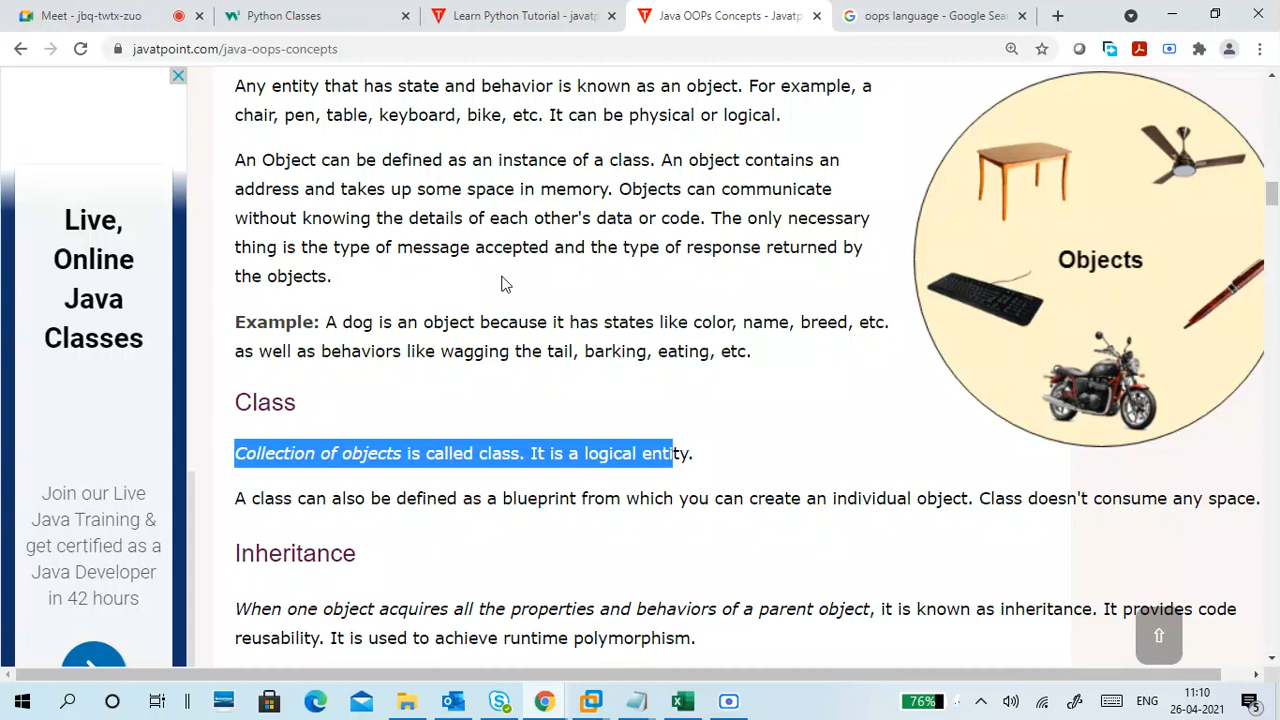 Meet - jbq-twtx-zuo
Python Classes
Learn Python Tutorial - javatp
Java OOPs Concepts - Javatpoint
oops language - Google Sea
javatpoint.com/java-oops-concepts
Any entity that has state and behavior is known as an object. For example, a
chair, pen, table, keyboard, bike, etc. It can be physical or logical.
An Object can be defined as an instance of a class. An object contains an
address and takes up some space in memory. Objects can communicate
without knowing the details of each other's data or code. The only necessary
thing is the type of message accepted and the type of response returned by
the objects.
Example: A dog is an object because it has states like color, name, breed, etc.
as well as behaviors like wagging the tail, barking, eating, etc.
Objects
Class
Collection of objects is called class. It is a logical entity.
A class can also be defined as a blueprint from which you can create an individual object. Class doesn't consume any space.
Inheritance
When one object acquires all the properties and behaviors of a parent object, it is known as inheritance. It provides code
reusability. It is used to achieve runtime polymorphism.
Live,
Online
Java
Classes
Join our Live
Java Training &
get certified as a
Java Developer
in 42 hours
76%
ENG
11:10
26-04-2021
5